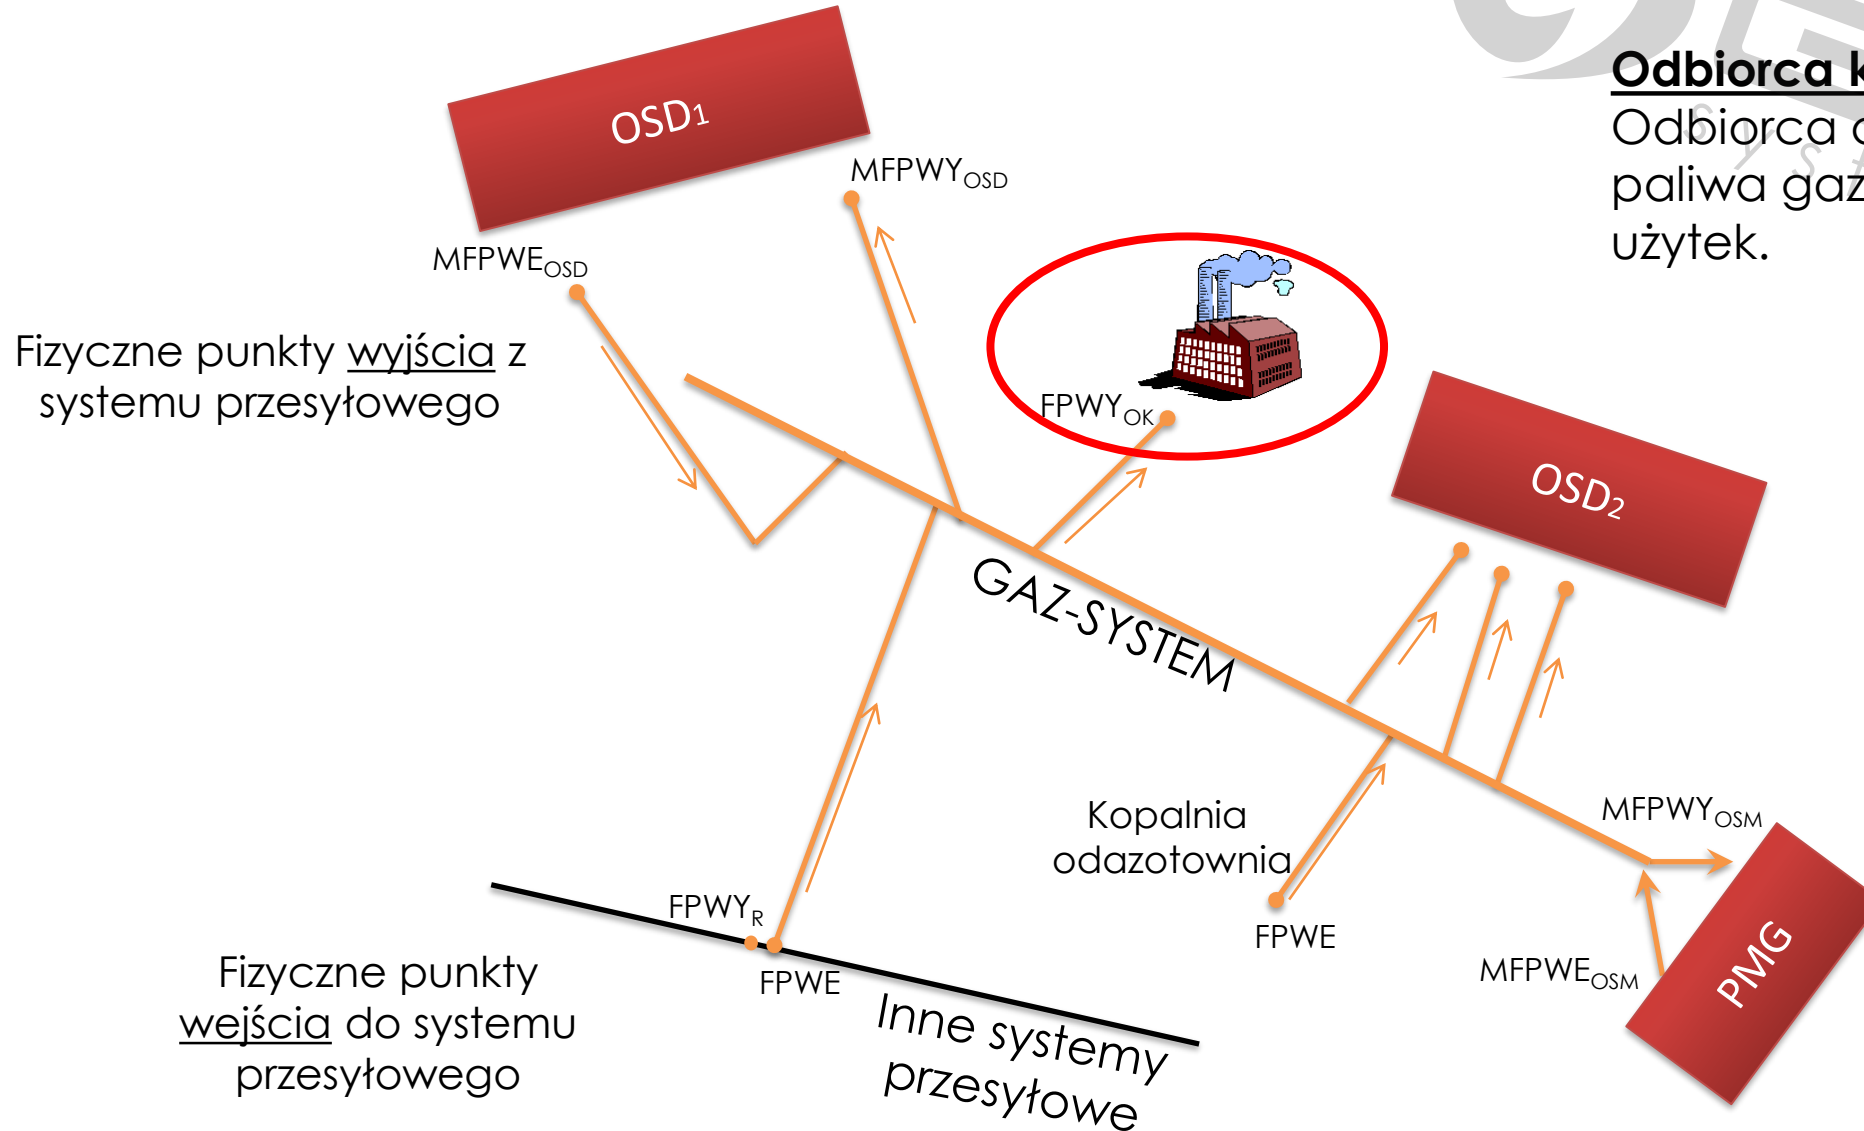 Odbiorca
Odbiorca
paliwa
użytek.
OSD1
MFPWYOSD
MFPWEOSD
Fizyczne punkty wyjścia z
systemu przesyłowego
FPWYOK
OSD2
GAZ-SYSTEM
MFPWYOSM
Kopalnia
odazotownia
FPWYR
FPWE
FPWE
MFPWEOSM
PMG
Fizyczne punkty
wejścia do systemu
przesyłowego
Inne systemy
przesyłowe